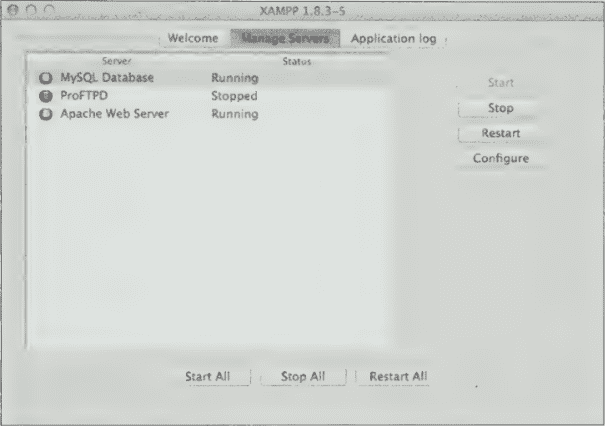 XAMPP 1.8.3-5
Welcome Manage Servers Application log
Server Status
MySQL Database Running
ProFTPD Stopped
Apache Web Server Running
Start
Stop
Restart
Configure
Start All Stop All Restart All